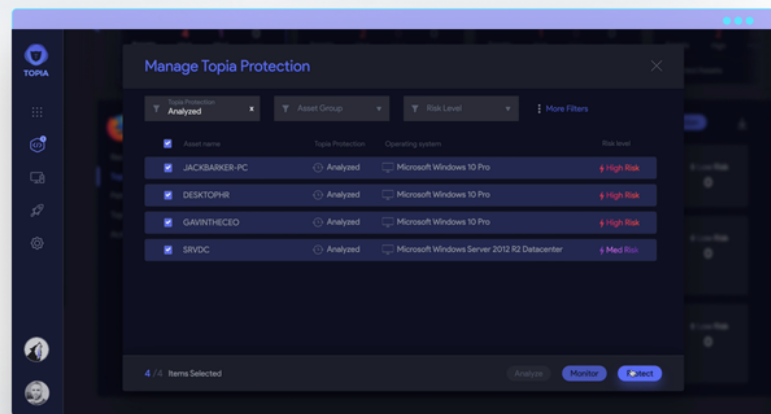 TOPIA
Manage Topia Protection
Topia Protection
Analyzed x
Asset Group
Risk Level
More Filters
Asset name Topia Protection Operating system Risk level
JACKBARKER-PC Analyzed Microsoft Windows 10 Pro High Risk
DESKTOPHR Analyzed Microsoft Windows 10 Pro High Risk
GAVINTHECEO Analyzed Microsoft Windows 10 Pro High Risk
SRVDC Analyzed Microsoft Windows Server 2012 R2 Datacenter Med Risk
4 /4 Items Selected
Analyze
Monitor
Protect